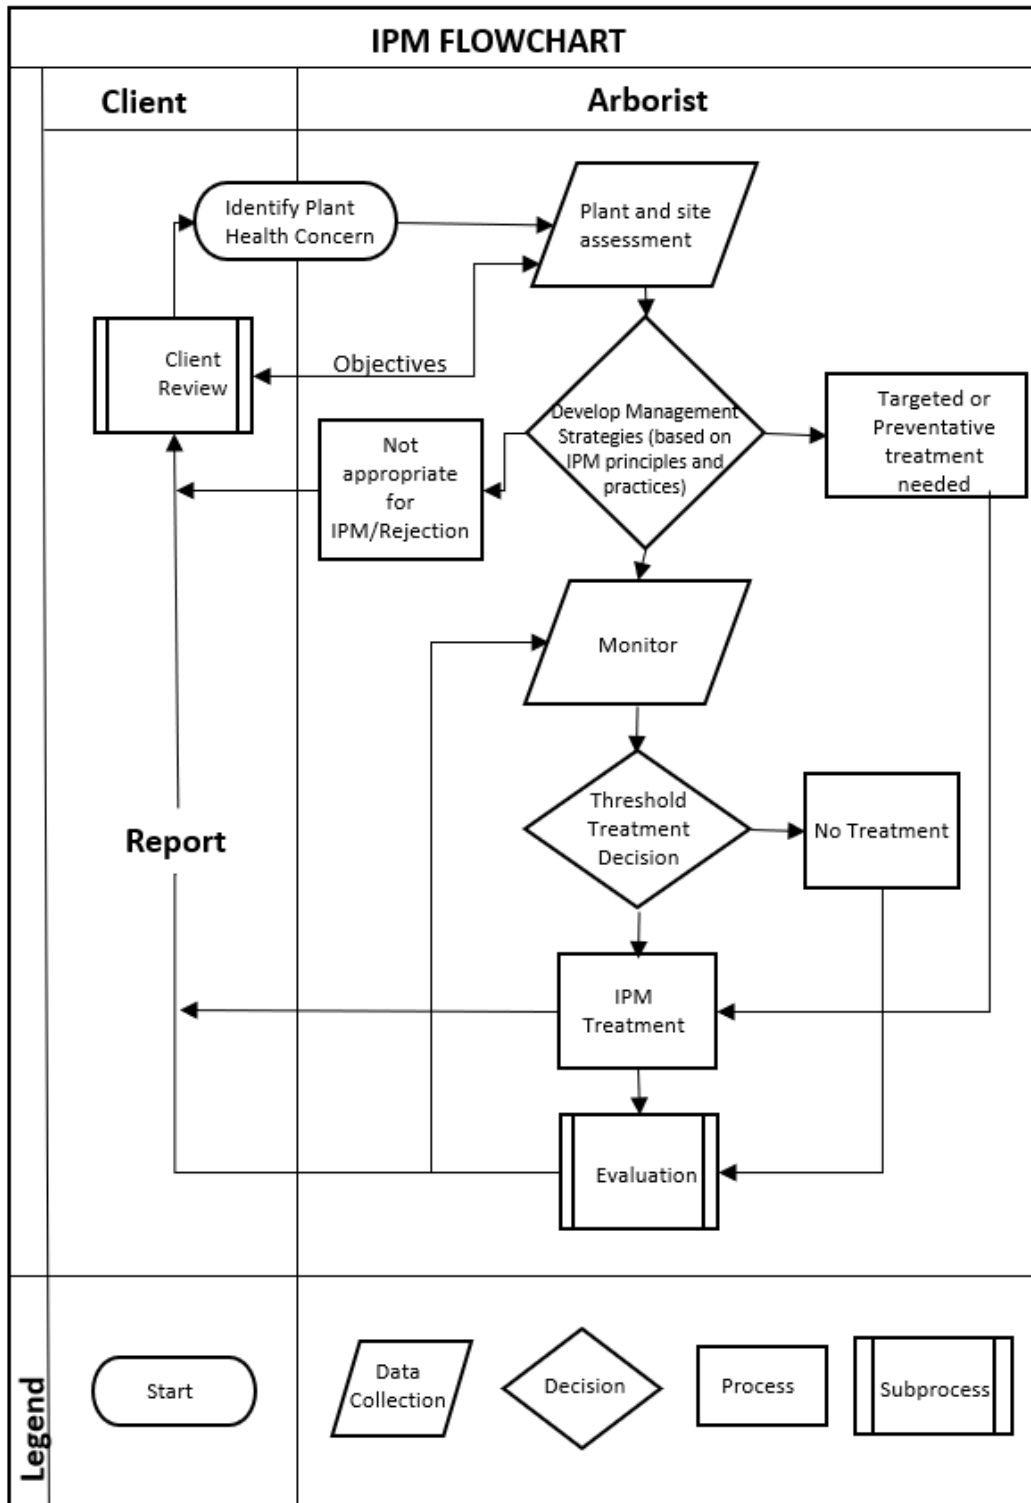 IPM FLOWCHART
Client
Arborist
Identify Plant
Health Concern
Plant and site
assessment
Client
Review
Objectives
Not
appropriate
for
IPM/Rejection
Develop Management
Strategies (based on
IPM principles and
practices)
Targeted or
Preventative
treatment
needed
Monitor
Threshold
Treatment
Decision
No Treatment
Report
IPM
Treatment
Evaluation
Legend
Start
Data
Collection
Decision
Process
Subprocess